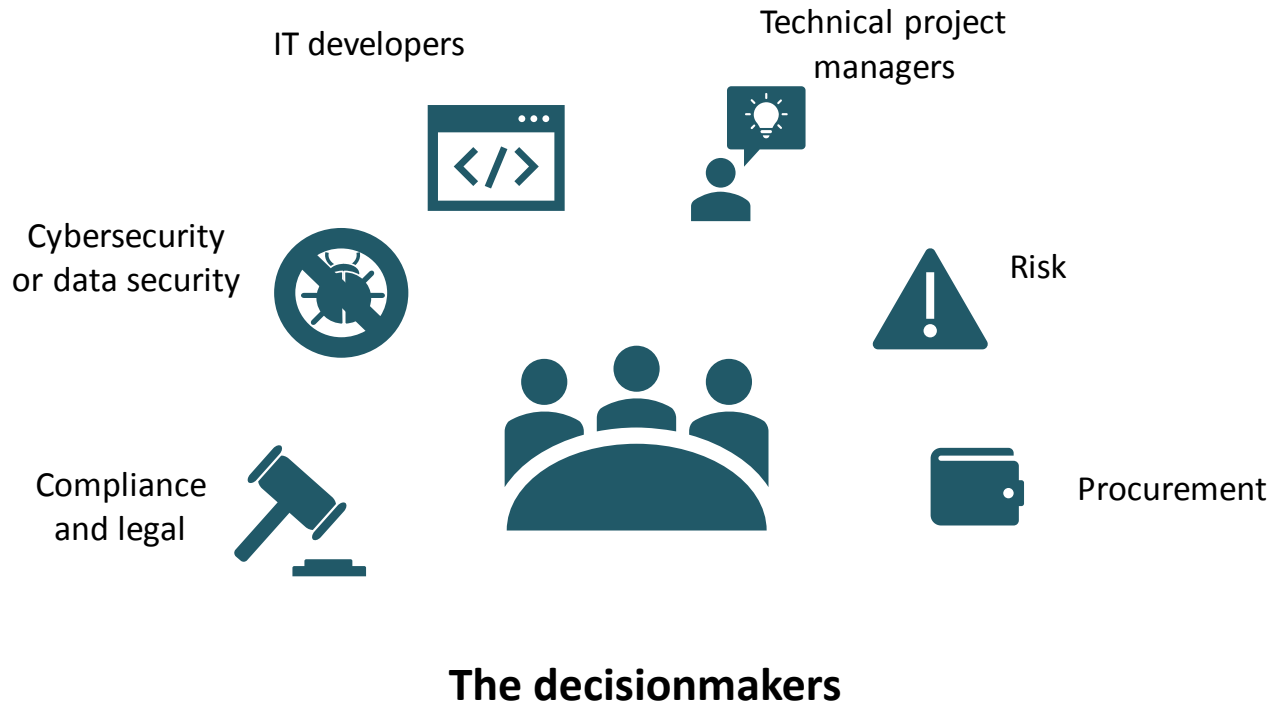 IT developers
Technical project
managers
Cybersecurity
or data security
Risk
Compliance
and legal
Procurement
The decisionmakers